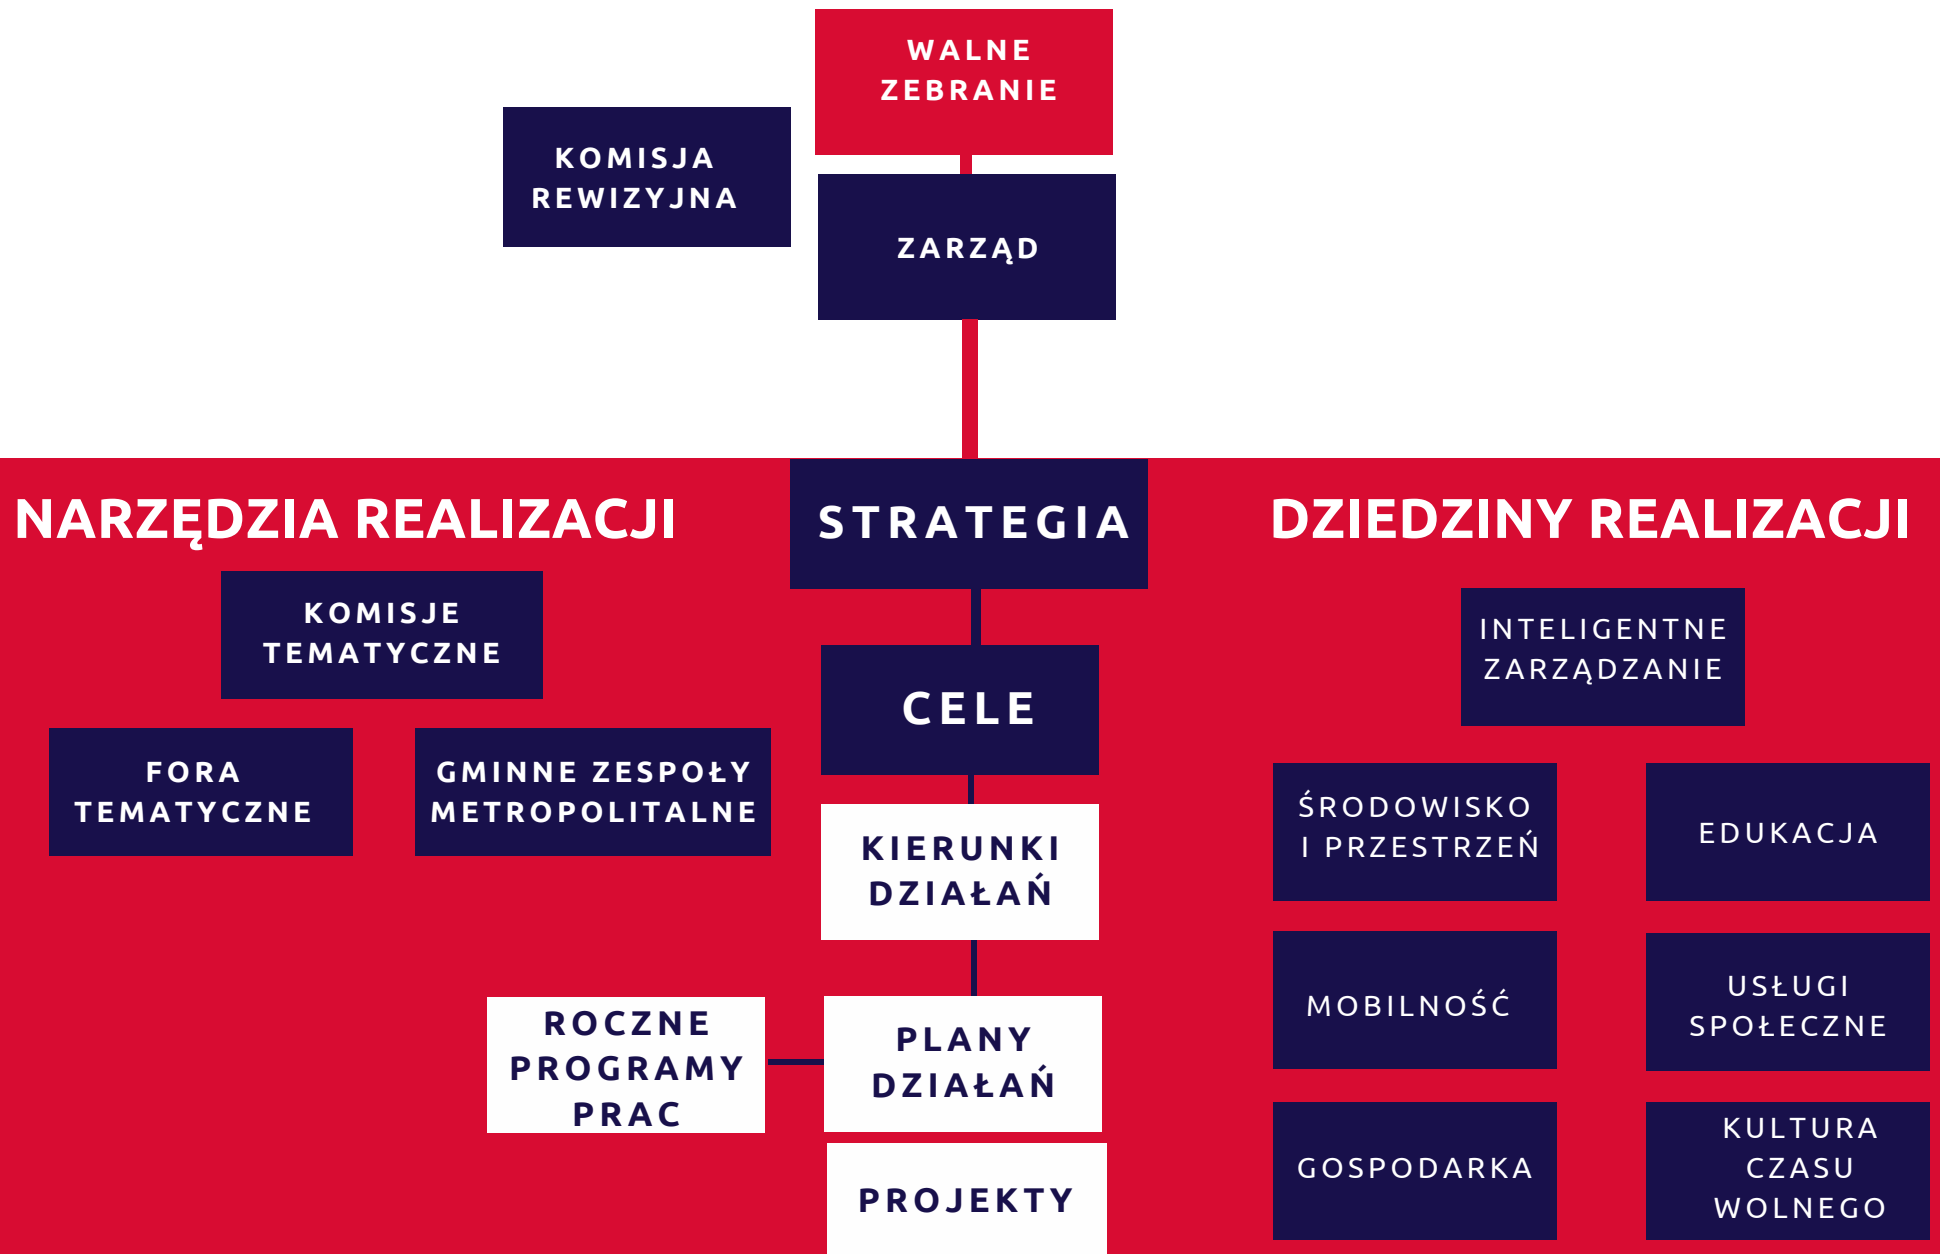 WALNE
ZEBRANIE
KOMISJA
REWIZYJNA
ZARZĄD
NARZĘDZIA REALIZACJI
KOMISJE
TEMATYCZNE
FORA
TEMATYCZNE
GMINNE ZESPOŁY
METROPOLITALNE
STRATEGIA
CELE
KIERUNKI
DZIAŁAŃ
PLANY
DZIAŁAŃ
ROCZNE
PROGRAMY
PRAC
PROJEKTY
DZIEDZINY REALIZACJI
INTELIGENTNE
ZARZĄDZANIE
ŚRODOWISKO
I PRZESTRZEŃ
EDUKACJA
MOBILNOŚĆ
USŁUGI
SPOŁECZNE
GOSPODARKA
KULTURA
CZASU
WOLNEGO